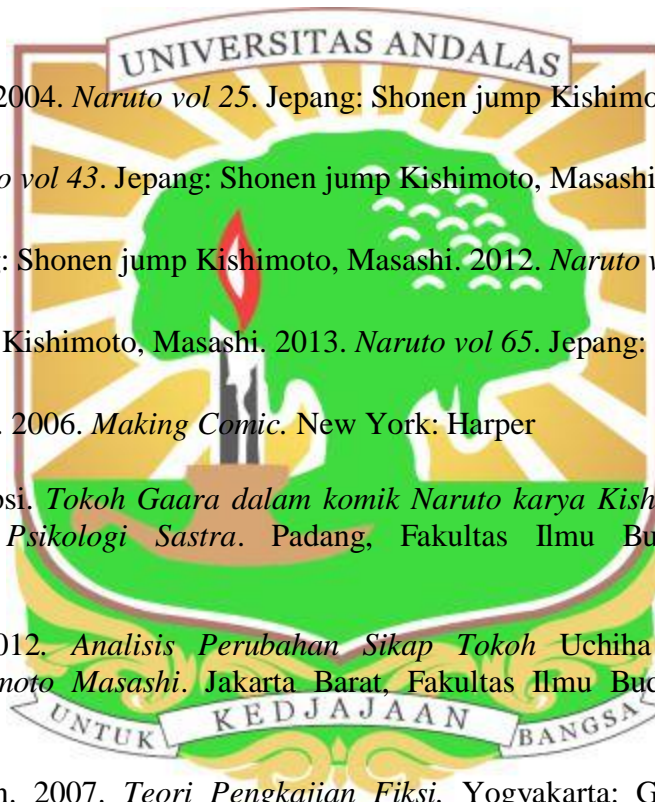 UNIVERSITAS ANDALAS
2004. Naruto vol 25. Jepang: Shonen jump Kishimo
o vol 43. Jepang: Shonen jump Kishimoto, Masashi
g: Shonen jump Kishimoto, Masashi. 2012. Naruto v
Kishimoto, Masashi. 2013. Naruto vol 65. Jepang:
. 2006. Making Comic. New York: Harper
psi. Tokoh Gaara dalam komik Naruto karya Kish
Psikologi Sastra. Padang, Fakultas Ilmu Bu
012. Analisis Perubahan Sikap Tokoh Uchiha
moto Masashi. Jakarta Barat, Fakultas Ilmu Bud
UNTUK KEDJAJAAN BANGSA
n. 2007. Teori Pengkajian Fiksi. Yogyakarta: G